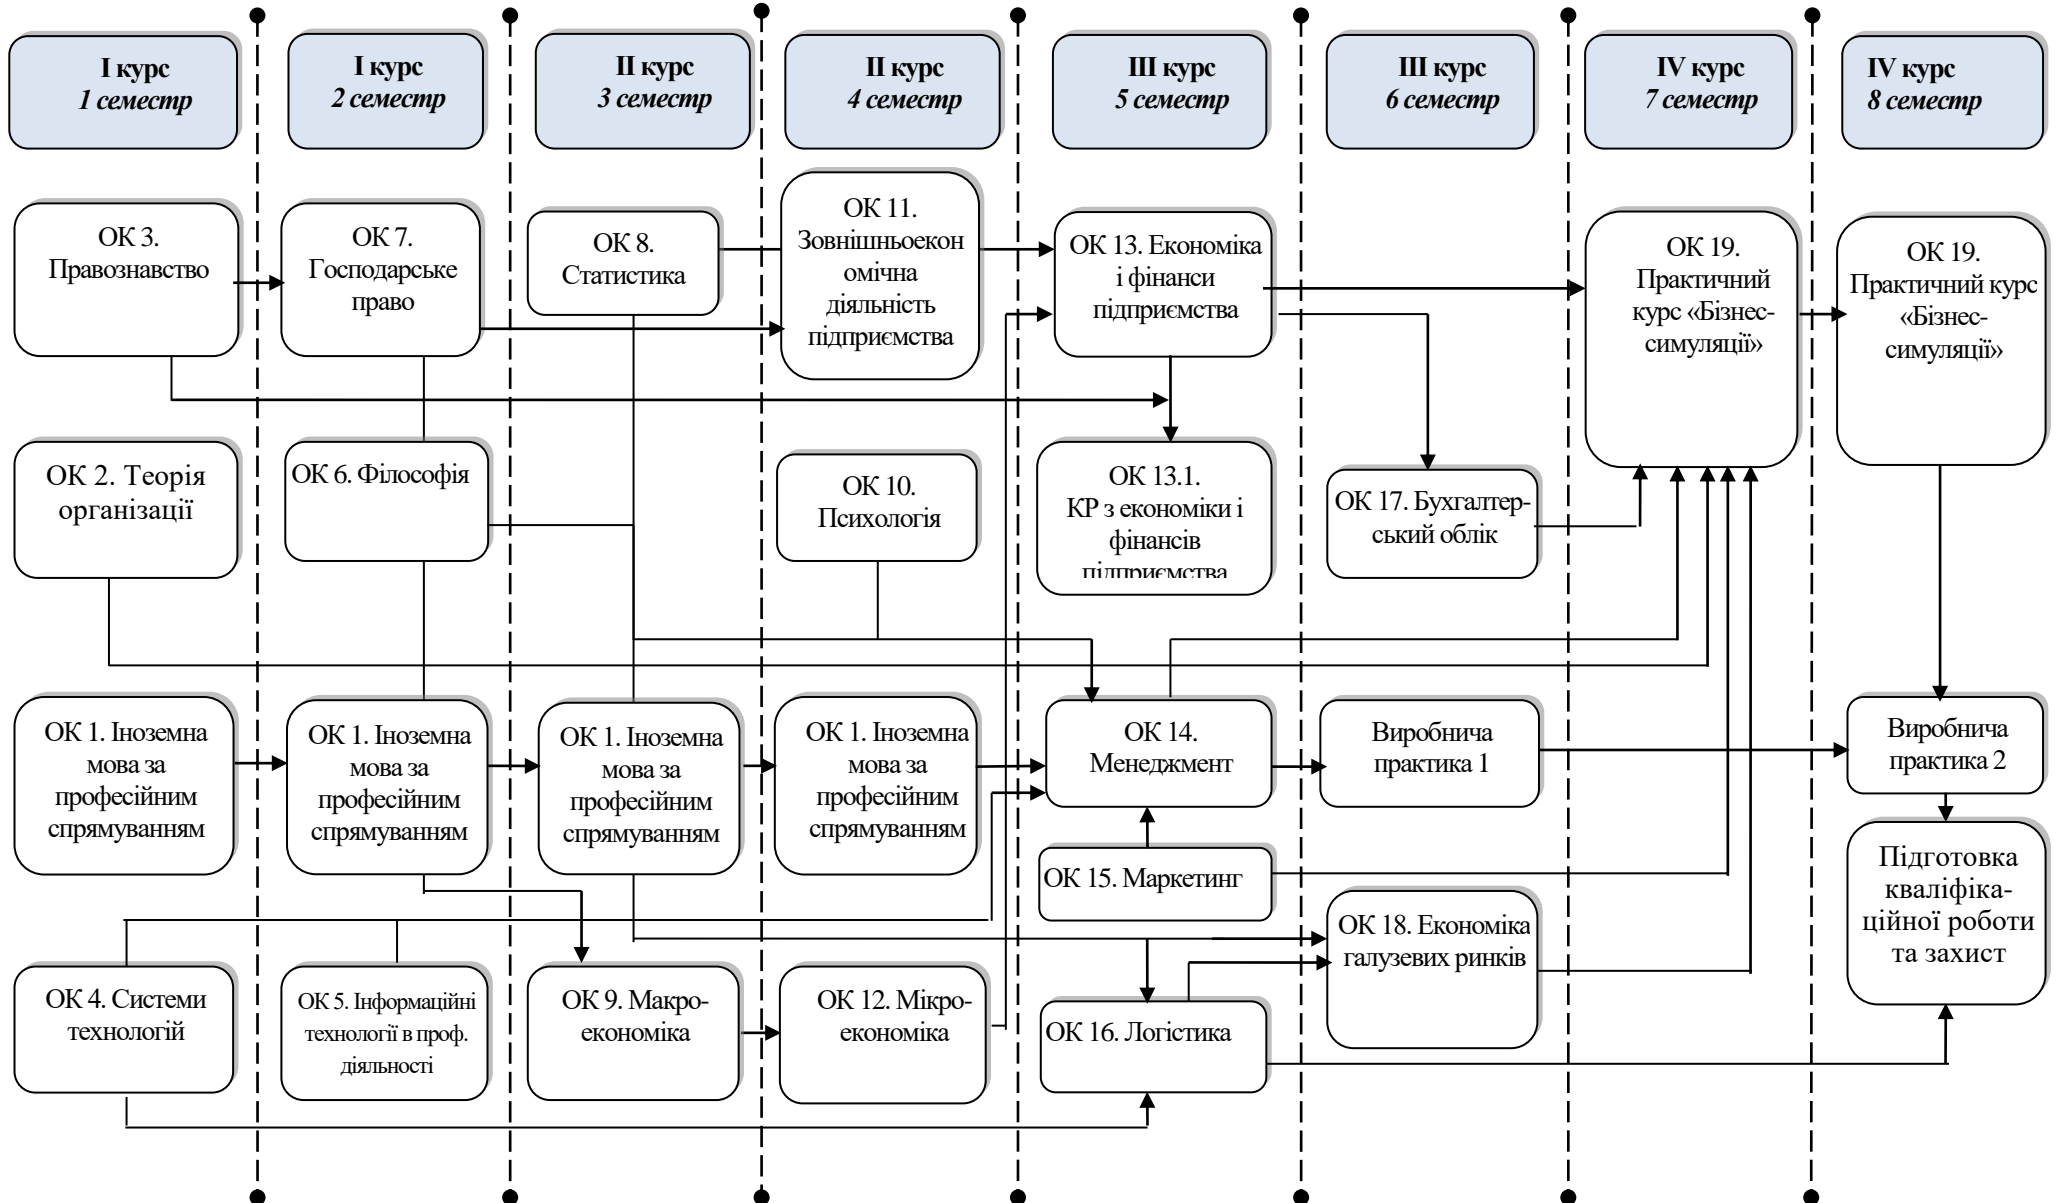 I курс
1 семестр
I курс
2 семестр
II курс
3 семестр
II курс
4 семестр
III курс
5 семестр
III курс
6 семестр
IV курс
7 семестр
IV курс
8 семестр
ОК 3.
Правознавство
ОК 7.
Господарське
право
ОК 8.
Статистика
ОК 11.
Зовнішньоекон
омічна
діяльність
підприємства
ОК 13. Економіка
і фінанси
підприємства
ОК 19.
Практичний
курс «Бізнес-
симуляції»
ОК 19.
Практичний курс
«Бізнес-
симуляції»
ОК 2. Теорія
організації
ОК 6. Філософія
ОК 10.
Психологія
ОК 13.1.
КР з економіки і
фінансів
підприємства
ОК 17. Бухгалтер-
ський облік
ОК 1. Іноземна
мова за
професійним
спрямуванням
ОК 1. Іноземна
мова за
професійним
спрямуванням
ОК 1. Іноземна
мова за
професійним
спрямуванням
ОК 1. Іноземна
мова за
професійним
спрямуванням
ОК 14.
Менеджмент
Виробнича
практика 1
Виробнича
практика 2
ОК 15. Маркетинг
Підготовка
кваліфіка-
ційної роботи
та захист
ОК 18. Економіка
галузевих ринків
ОК 4. Системи
технологій
ОК 5. Інформаційні
технології в проф.
діяльності
ОК 9. Макро-
економіка
ОК 12. Мікро-
економіка
ОК 16. Логістика